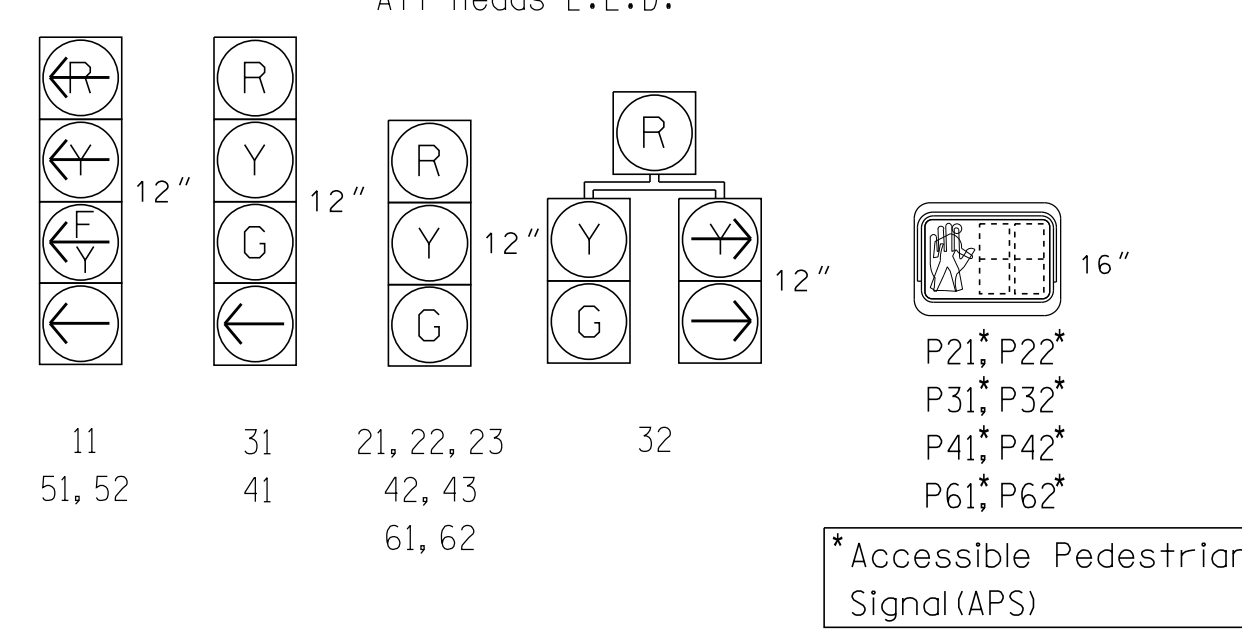 All Heads L.E.D.
R
Y
F
Y
12"
R
Y
G
12"
R
Y
G
12"
R
Y
G
Y
12"
16"
11
51, 52
31
41
21, 22, 23
42, 43
61, 62
32
P21*, P22*
P31*, P32*
P41*, P42*
P61*, P62*
*Accessible Pedestrian
Signal(APS)